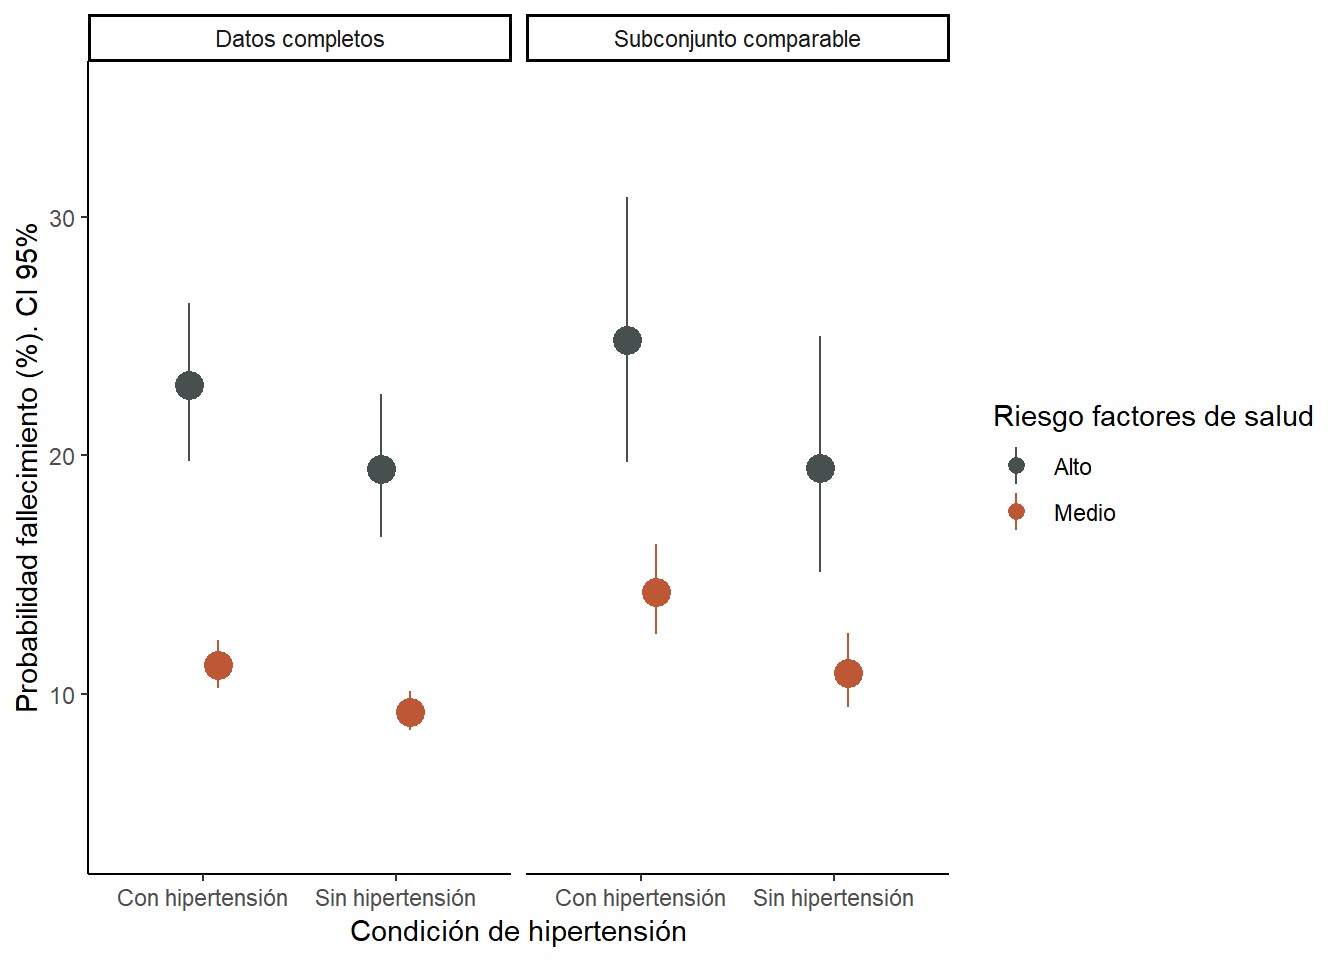 Datos completos
Subconjunto comparable
Probabilidad fallecimiento (%). CI 95%
30
20
10
Con hipertensión
Sin hipertensión
Con hipertensión
Sin hipertensión
Condición de hipertensión
Riesgo factores de salud
Alto
Medio